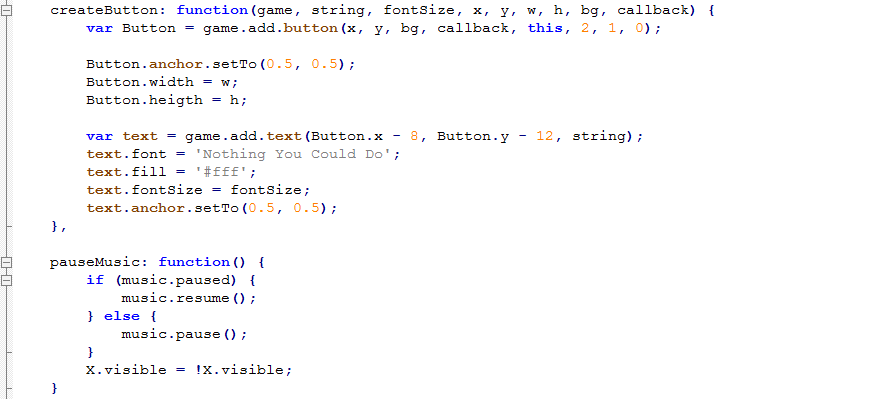 createButton: function(game, string, fontSize, x, y, w, h, bg, callback) {
    var Button = game.add.button(x, y, bg, callback, this, 2, 1, 0);

    Button.anchor.setTo(0.5, 0.5);
    Button.width = w;
    Button.heigth = h;

    var text = game.add.text(Button.x - 8, Button.y - 12, string);
    text.font = 'Nothing You Could Do';
    text.fill = '#fff';
    text.fontSize = fontSize;
    text.anchor.setTo(0.5, 0.5);
},

pauseMusic: function() {
    if (music.paused) {
        music.resume();
    } else {
        music.pause();
    }
    X.visible = !X.visible;
}